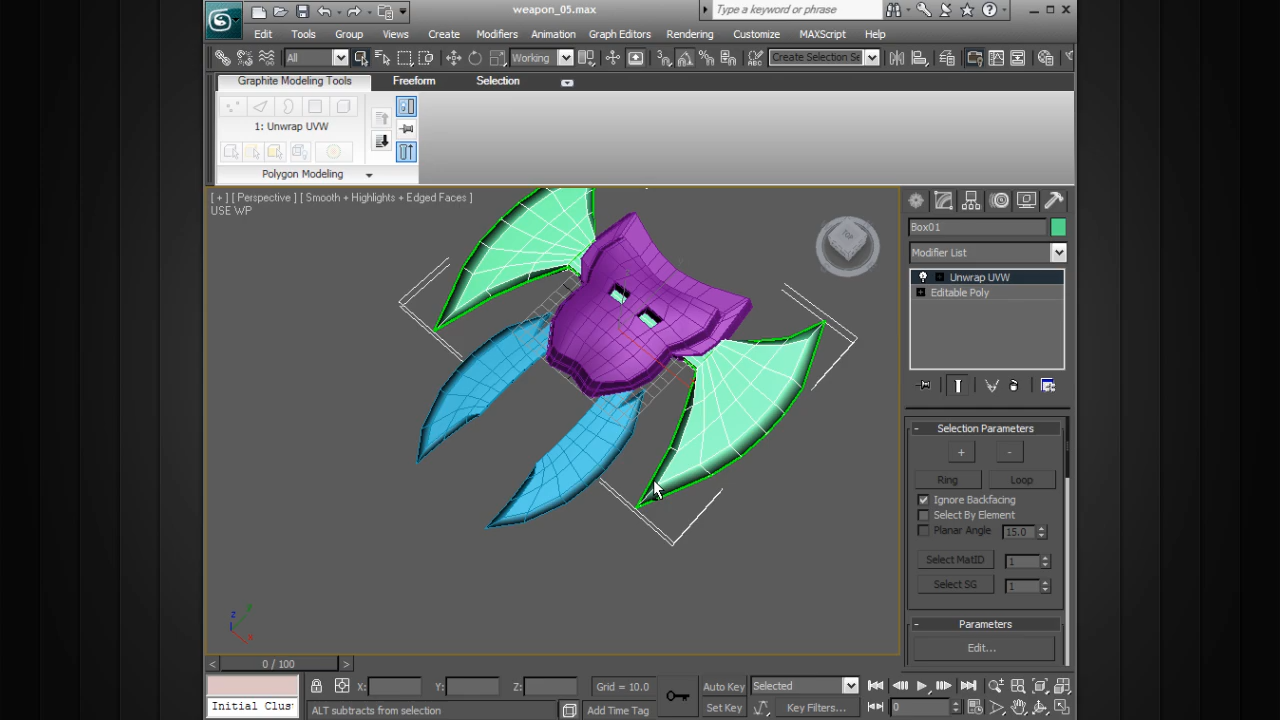 weapon_05.max
Type a keyword or phrase
Edit Tools Group Views Create Modifiers Animation Graph Editors Rendering Customize MAXScript Help
All Working Create Selection Se
Graphite Modeling Tools Freeform Selection
1: Unwrap UVW
Polygon Modeling
[ + ] [ Perspective ] [ Smooth + Highlights + Edged Faces ]
USE WP
TOP
Box01
Modifier List
Unwrap UVW
Editable Poly
- Selection Parameters
+ -
Ring Loop
Ignore Backfacing
Select By Element
Planar Angle 15.0
Select MatID 1
Select SG 1
- Parameters
Edit...
z y x
< 0 / 100 >
X: Y: Z: Grid = 10.0 Auto Key Selected
Initial Clus ALT subtracts from selection Add Time Tag Set Key Key Filters... 0